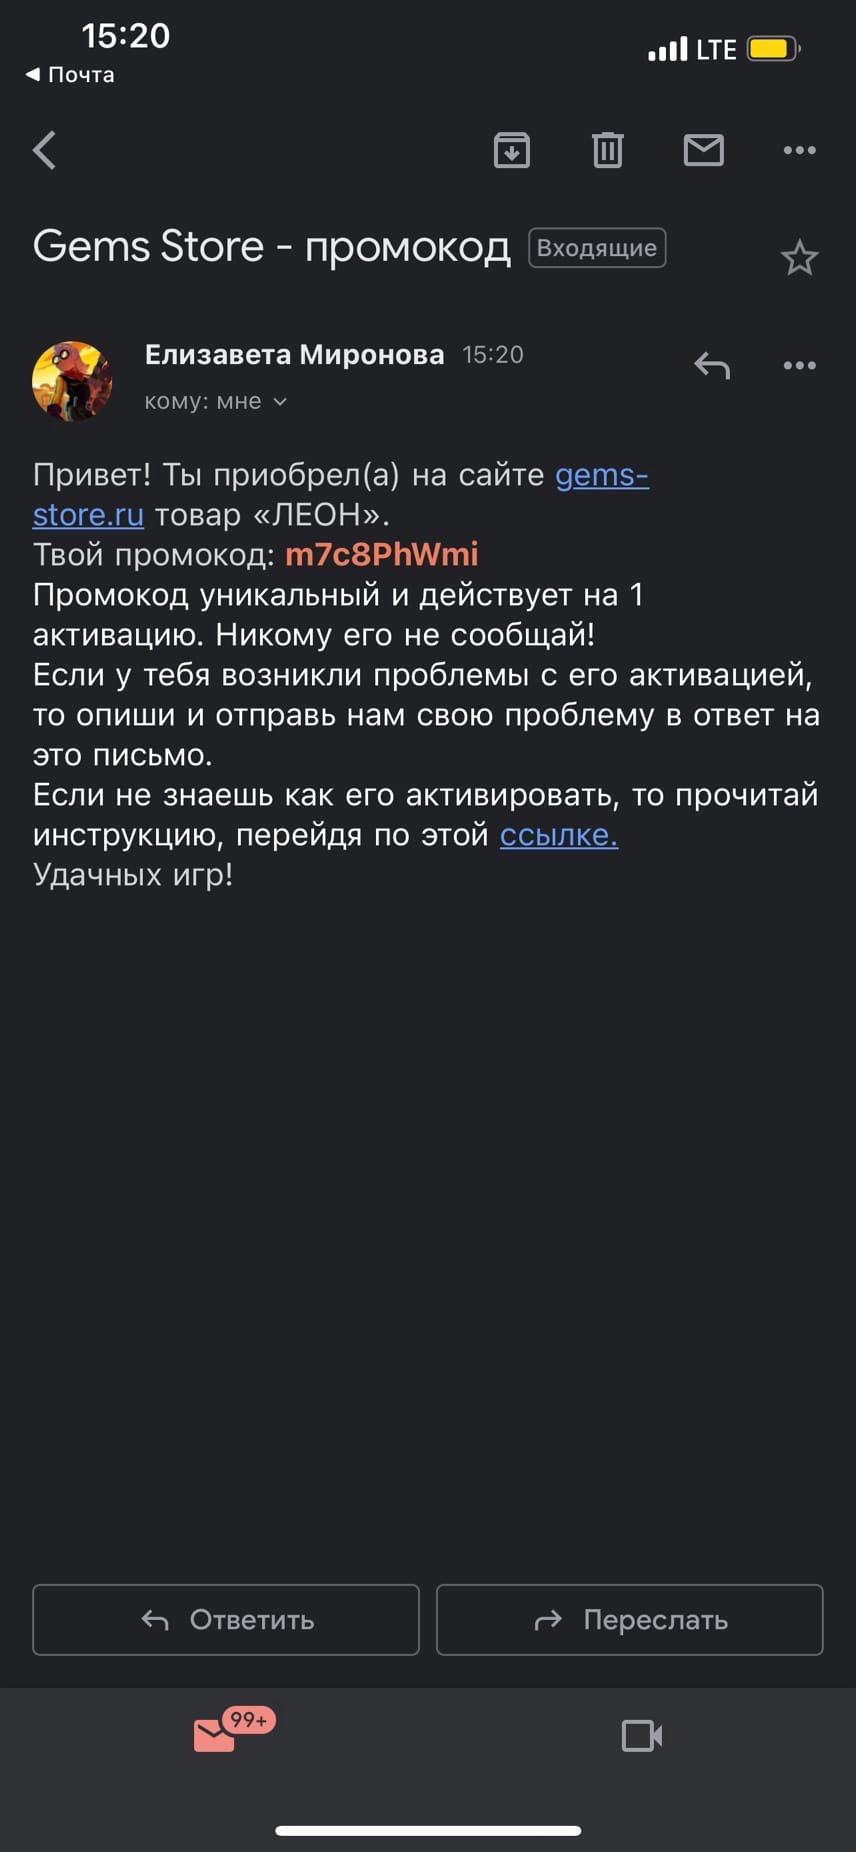 15:20
LTE
Почта
Gems Store - промокод Входящие
Елизавета Миронова 15:20
кому: мне
Привет! Ты приобрел(а) на сайте gems-
store.ru товар «ЛЕОН».
Твой промокод: m7c8PhWmi
Промокод уникальный и действует на 1
активацию. Никому его не сообщай!
Если у тебя возникли проблемы с его активацией,
то опиши и отправь нам свою проблему в ответ на
это письмо.
Если не знаешь как его активировать, то прочитай
инструкцию, перейдя по этой ссылке.
Удачных игр!
Ответить
Переслать
99+